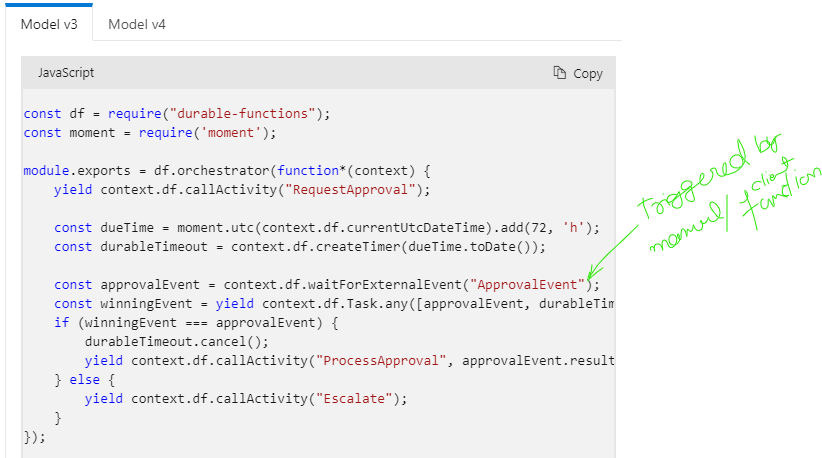 Model v3 Model v4
JavaScript Copy
const df = require("durable-functions");
const moment = require('moment');
module.exports = df.orchestrator(function*(context) {
yield context.df.callActivity("RequestApproval");
const dueTime = moment.utc(context.df.currentUtcDateTime).add(72, 'h');
const durableTimeout = context.df.createTimer(dueTime.toDate());
const approvalEvent = context.df.waitForExternalEvent("ApprovalEvent");
const winningEvent = yield context.df.Task.any([approvalEvent, durableTim
if (winningEvent === approvalEvent) {
durableTimeout.cancel();
yield context.df.callActivity("ProcessApproval", approvalEvent.result
} else {
yield context.df.callActivity("Escalate");
}
});
Triggered by
manual/ client
function